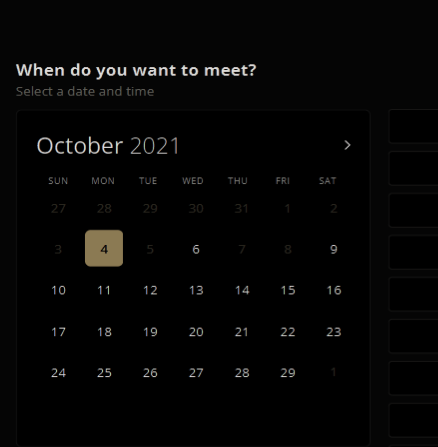 When do you want to meet?
Select a date and time
October 2021
SUN MON TUE WED THU FRI SAT
27 28 29 30 31 1 2
3 4 5 6 7 8 9
10 11 12 13 14 15 16
17 18 19 20 21 22 23
24 25 26 27 28 29 1